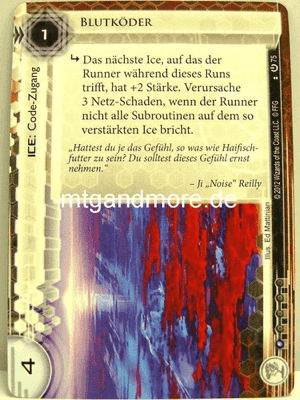 BLUTKÖDER
1
ICE: Code-Zugang
↳ Das nächste Ice, auf das der
Runner während dieses Runs
trifft, hat +2 Stärke. Verursache
3 Netz-Schaden, wenn der Runner
nicht alle Subroutinen auf dem so
verstärkten Ice bricht.
„Hattest du je das Gefühl, so was wie Haifisch-
futter zu sein? Du solltest dieses Gefühl ernst
nehmen.“
– Ji „Noise“ Reilly
mtgandmore.de
75
© 2012 Wizards of the Coast LLC. © FFG
Illus. Ed Mattinian
4